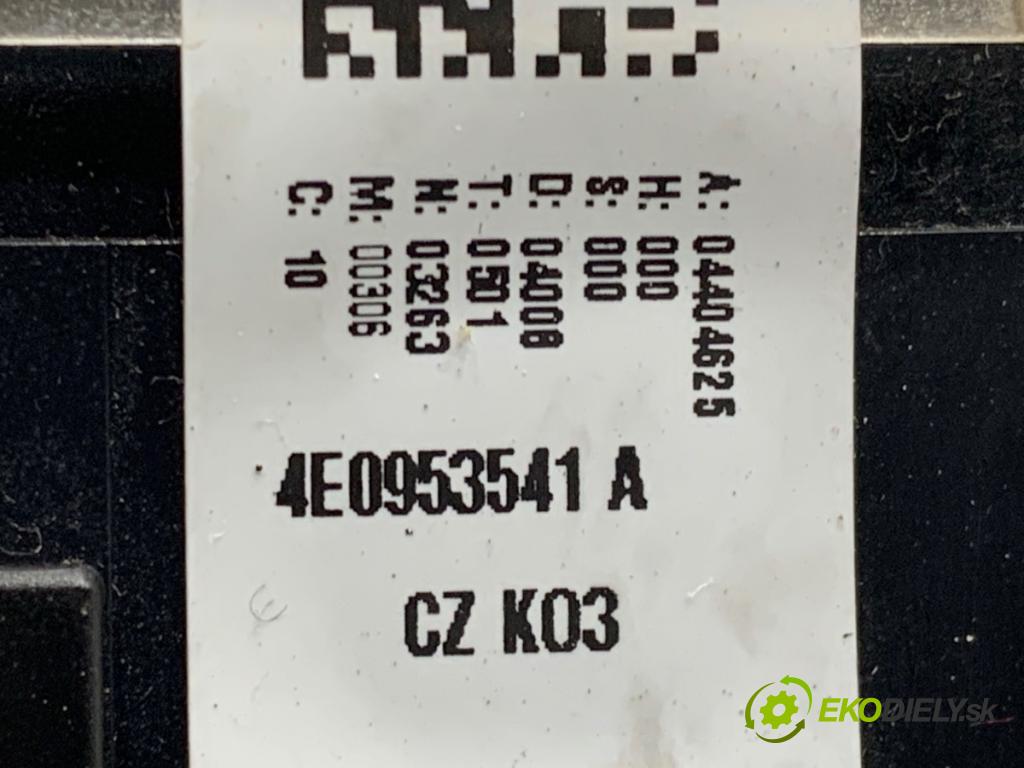 A: 04404625
H: 000
S: 000
D: 04008
T: 0501
N: 03263
M: 00306
C: 10
4E0953541 A
CZ K03
EKODIELY.sk